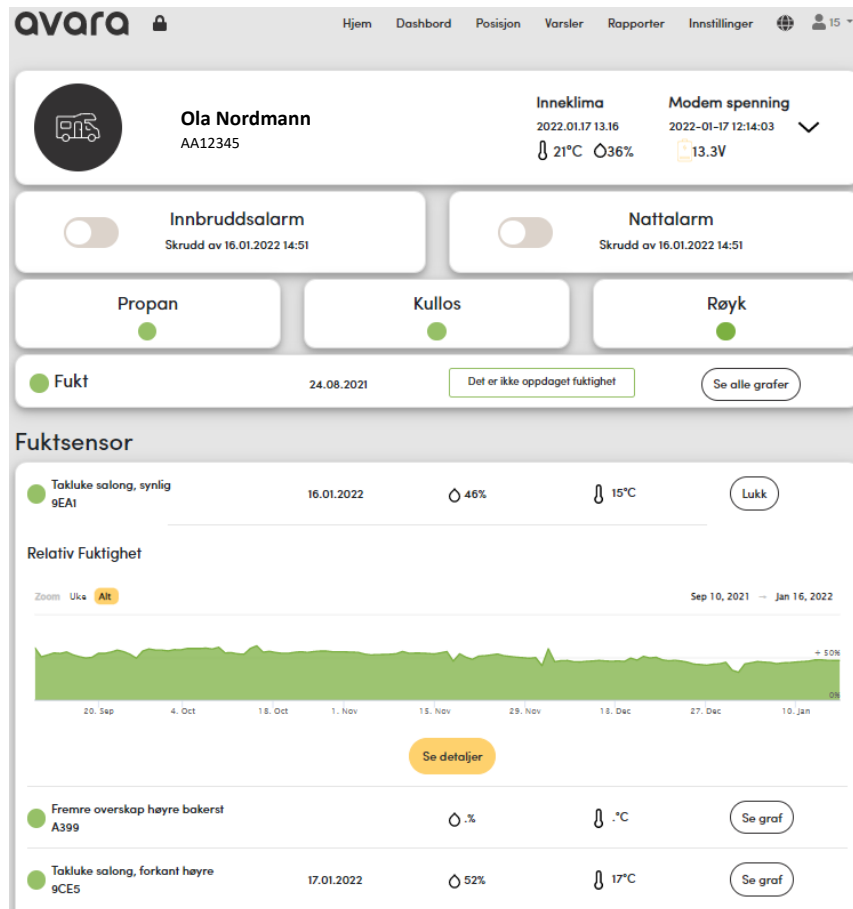 avara
Hjem Dashbord Posisjon Varsler Rapporter Innstillinger 15
Ola Nordmann
AA12345
Inneklima
2022.01.17 13.16
21°C 36%
Modem spenning
2022-01-17 12:14:03
13.3V
Innbruddsalarm
Skrudd av 16.01.2022 14:51
Nattalarm
Skrudd av 16.01.2022 14:51
Propan
Kullos
Røyk
Fukt 24.08.2021 Det er ikke oppdaget fuktighet Se alle grafer
Fuktsensor
Takluke salong, synlig
9EA1
16.01.2022 46% 15°C Lukk
Relativ Fuktighet
Zoom Uke Alt Sep 10, 2021 → Jan 16, 2022
+ 50%
0%
20. Sep 4. Oct 18. Oct 1. Nov 15. Nov 29. Nov 13. Dec 27. Dec 10. Jan
Se detaljer
Fremre overskap høyre bakerst
A399
.% .°C Se graf
Takluke salong, forkant høyre
9CE5
17.01.2022 52% 17°C Se graf